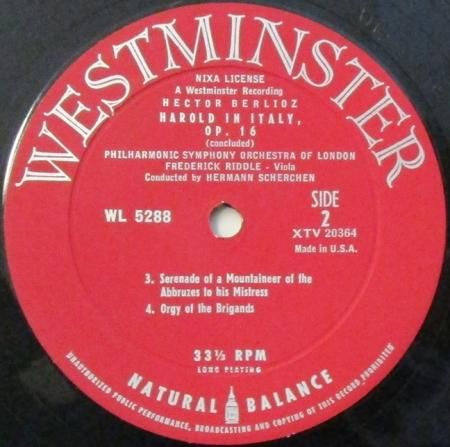 WESTMINSTER
NIXA LICENSE
A Westminster Recording
HECTOR BERLIOZ
HAROLD IN ITALY,
OP. 16
(concluded)
PHILHARMONIC SYMPHONY ORCHESTRA OF LONDON
FREDERICK RIDDLE - Viola
Conducted by HERMANN SCHERCHEN
WL 5288
SIDE
2
XTV 20364
Made in U.S.A.
3. Serenade of a Mountaineer of the
Abbruzes to his Mistress
4. Orgy of the Brigands
33⅓ RPM
LONG PLAYING
NATURAL BALANCE
UNAUTHORIZED PUBLIC PERFORMANCE, BROADCASTING AND COPYING OF THIS RECORD PROHIBITED